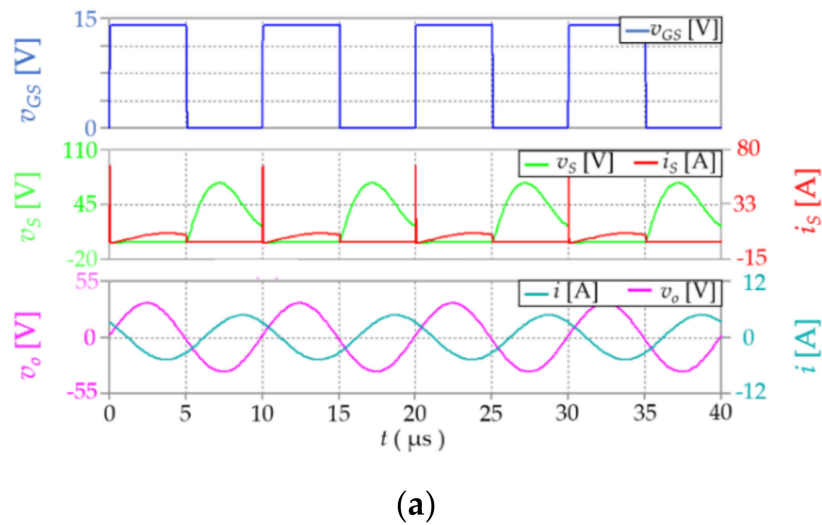 15
v_GS [V]
v_GS [V]
0
110
80
v_S [V]
i_S [A]
v_S [V]
45
33
i_S [A]
-20
-15
55
12
i [A]
v_o [V]
v_o [V]
0
0
i [A]
-55
-12
0 5 10 15 20 25 30 35 40
t ( μs )
(a)